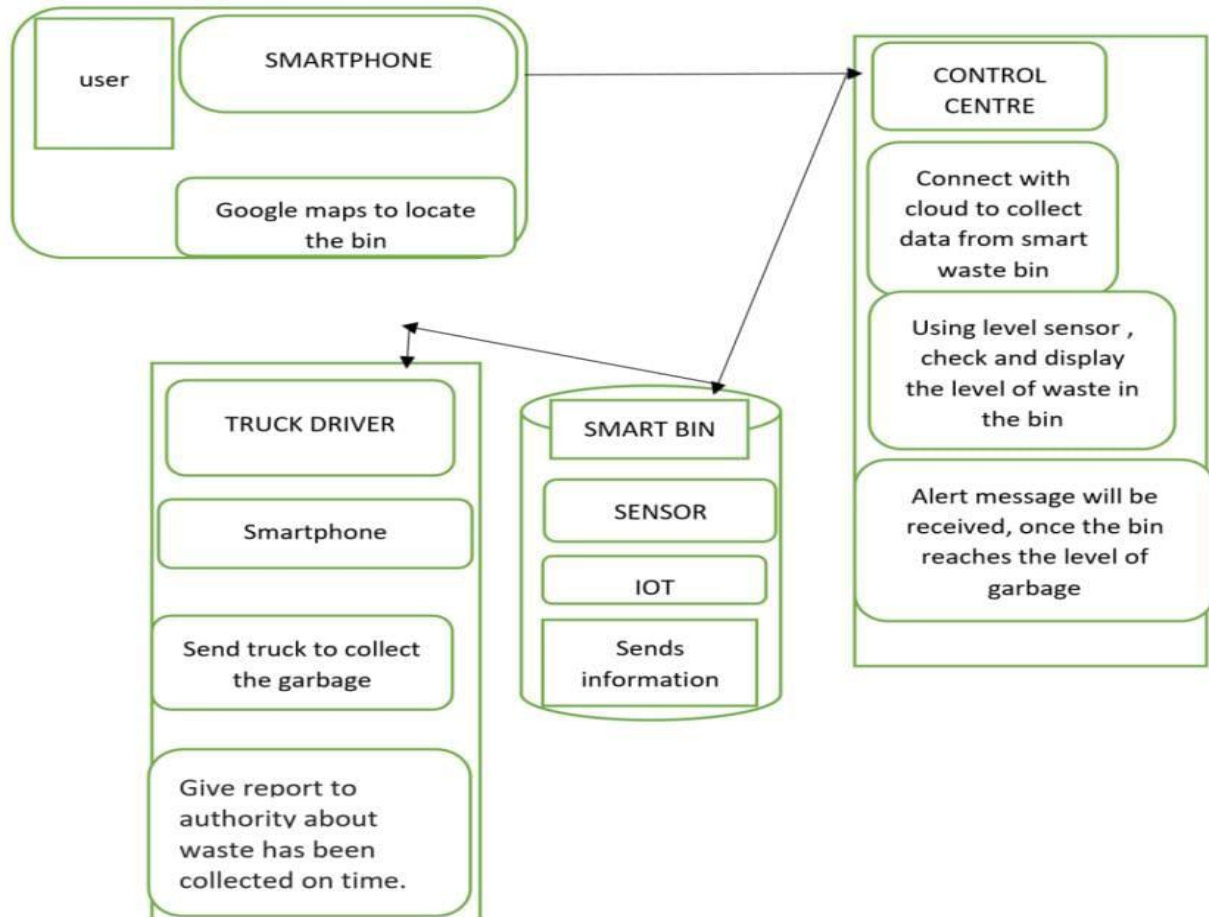 user
SMARTPHONE
Google maps to locate
the bin
CONTROL
CENTRE
Connect with
cloud to collect
data from smart
waste bin
Using level sensor ,
check and display
the level of waste in
the bin
Alert message will be
received, once the bin
reaches the level of
garbage
TRUCK DRIVER
Smartphone
Send truck to collect
the garbage
Give report to
authority about
waste has been
collected on time.
SMART BIN
SENSOR
IOT
Sends
information